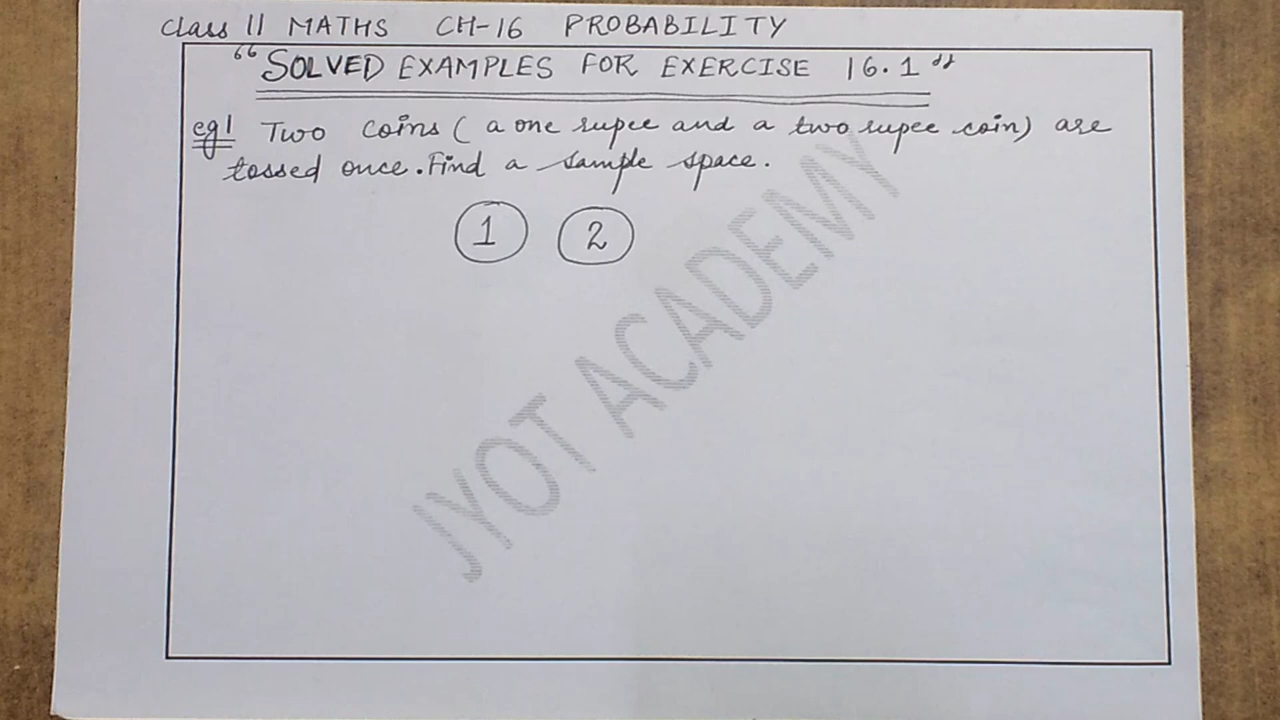 Class 11 MATHS CH-16 PROBABILITY
"SOLVED EXAMPLES FOR EXERCISE 16.1"
eg1 Two coins ( a one rupee and a two rupee coin) are
tossed once. Find a sample space.
1 2
JYOT ACADEMY